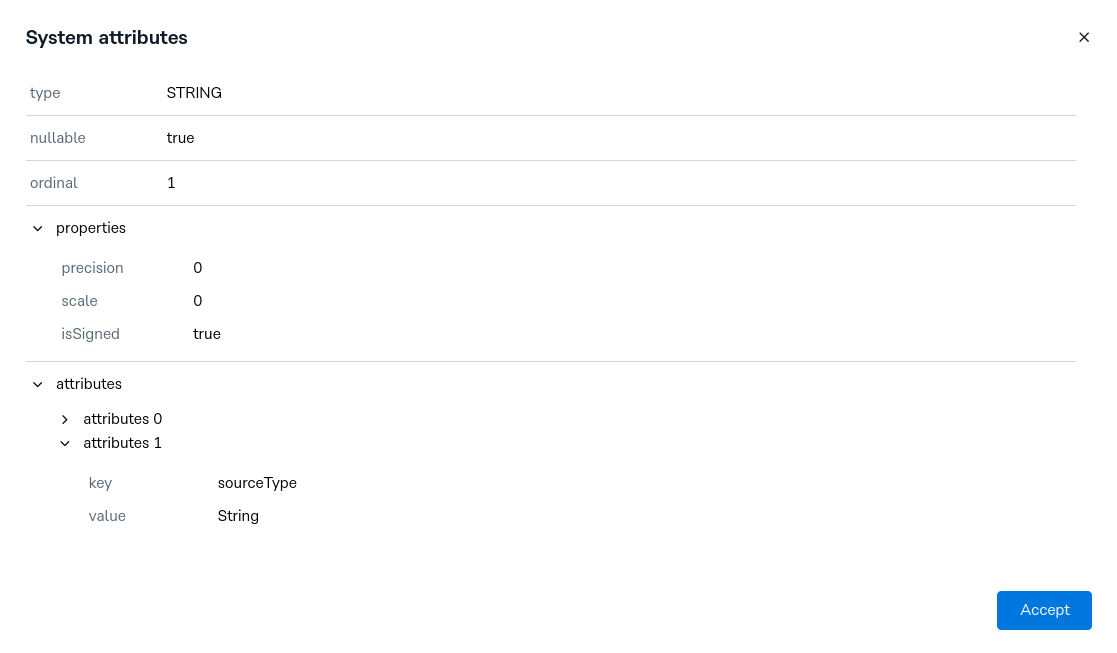 System attributes
type STRING
nullable true
ordinal 1
properties
precision 0
scale 0
isSigned true
attributes
attributes 0
attributes 1
key sourceType
value String
Accept